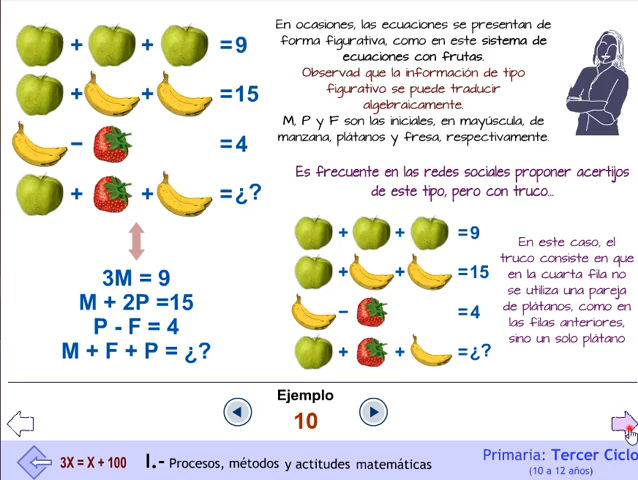 + + = 9
+ + = 15
- = 4
+ + = ¿?
3M = 9
M + 2P =15
P - F = 4
M + F + P = ¿?
En ocasiones, las ecuaciones se presentan de
forma figurativa, como en este sistema de
ecuaciones con frutas.
Observad que la información de tipo
figurativo se puede traducir
algebraicamente.
M, P y F son las iniciales, en mayúscula, de
manzana, plátanos y fresa, respectivamente.
Es frecuente en las redes sociales proponer acertijos
de este tipo, pero con truco...
+ + = 9
+ + = 15
- = 4
+ + = ¿?
En este caso, el
truco consiste en que
en la cuarta fila no
se utiliza una pareja
de plátanos, como en
las filas anteriores,
sino un solo plátano
Ejemplo
10
3X = X + 100
I.- Procesos, métodos y actitudes matemáticas
Primaria: Tercer Ciclo
(10 a 12 años)